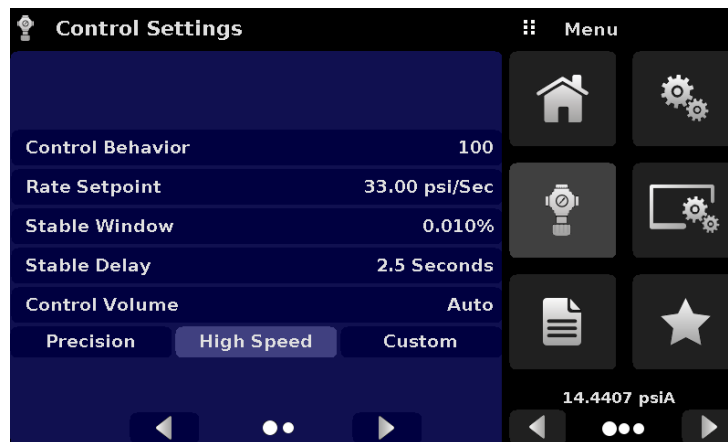 Control Settings
Menu
Control Behavior 100
Rate Setpoint 33.00 psi/Sec
Stable Window 0.010%
Stable Delay 2.5 Seconds
Control Volume Auto
Precision High Speed Custom
14.4407 psiA